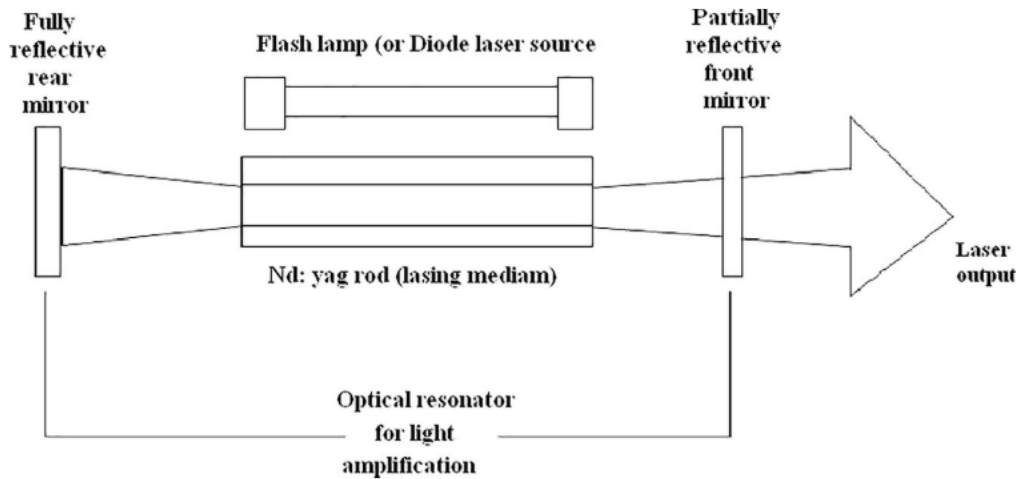 Fully
reflective
rear
mirror
Flash lamp (or Diode laser source
Partially
reflective
front
mirror
Nd: yag rod (lasing mediam)
Laser
output
Optical resonator
for light
amplification